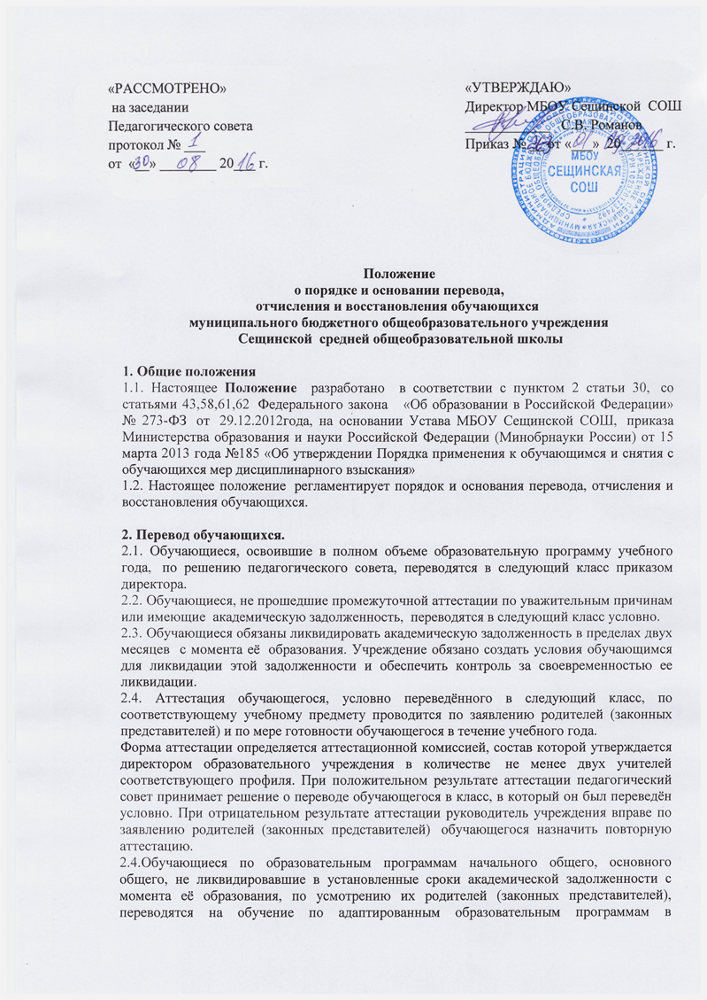 «РАССМОТРЕНО»
на заседании
Педагогического совета
протокол № 1
от «30» 08 2016 г.
«УТВЕРЖДАЮ»
Директор МБОУ Сещинской СОШ
С.В. Романов
Приказ № от «01» 09 2016 г.
МБОУ
СЕЩИНСКАЯ
СОШ
Положение
о порядке и основании перевода,
отчисления и восстановления обучающихся
муниципального бюджетного общеобразовательного учреждения
Сещинской средней общеобразовательной школы
1. Общие положения
1.1. Настоящее Положение разработано в соответствии с пунктом 2 статьи 30, со
статьями 43,58,61,62 Федерального закона «Об образовании в Российской Федерации»
№ 273-ФЗ от 29.12.2012года, на основании Устава МБОУ Сещинской СОШ, приказа
Министерства образования и науки Российской Федерации (Минобрнауки России) от 15
марта 2013 года №185 «Об утверждении Порядка применения к обучающимся и снятия с
обучающихся мер дисциплинарного взыскания»
1.2. Настоящее положение регламентирует порядок и основания перевода, отчисления и
восстановления обучающихся.
2. Перевод обучающихся.
2.1. Обучающиеся, освоившие в полном объеме образовательную программу учебного
года, по решению педагогического совета, переводятся в следующий класс приказом
директора.
2.2. Обучающиеся, не прошедшие промежуточной аттестации по уважительным причинам
или имеющие академическую задолженность, переводятся в следующий класс условно.
2.3. Обучающиеся обязаны ликвидировать академическую задолженность в пределах двух
месяцев с момента её образования. Учреждение обязано создать условия обучающимся
для ликвидации этой задолженности и обеспечить контроль за своевременностью ее
ликвидации.
2.4. Аттестация обучающегося, условно переведённого в следующий класс, по
соответствующему учебному предмету проводится по заявлению родителей (законных
представителей) и по мере готовности обучающегося в течение учебного года.
Форма аттестации определяется аттестационной комиссией, состав которой утверждается
директором образовательного учреждения в количестве не менее двух учителей
соответствующего профиля. При положительном результате аттестации педагогический
совет принимает решение о переводе обучающегося в класс, в который он был переведён
условно. При отрицательном результате аттестации руководитель учреждения вправе по
заявлению родителей (законных представителей) обучающегося назначить повторную
аттестацию.
2.4.Обучающиеся по образовательным программам начального общего, основного
общего, не ликвидировавшие в установленные сроки академической задолженности с
момента её образования, по усмотрению их родителей (законных представителей),
переводятся на обучение по адаптированным образовательным программам в